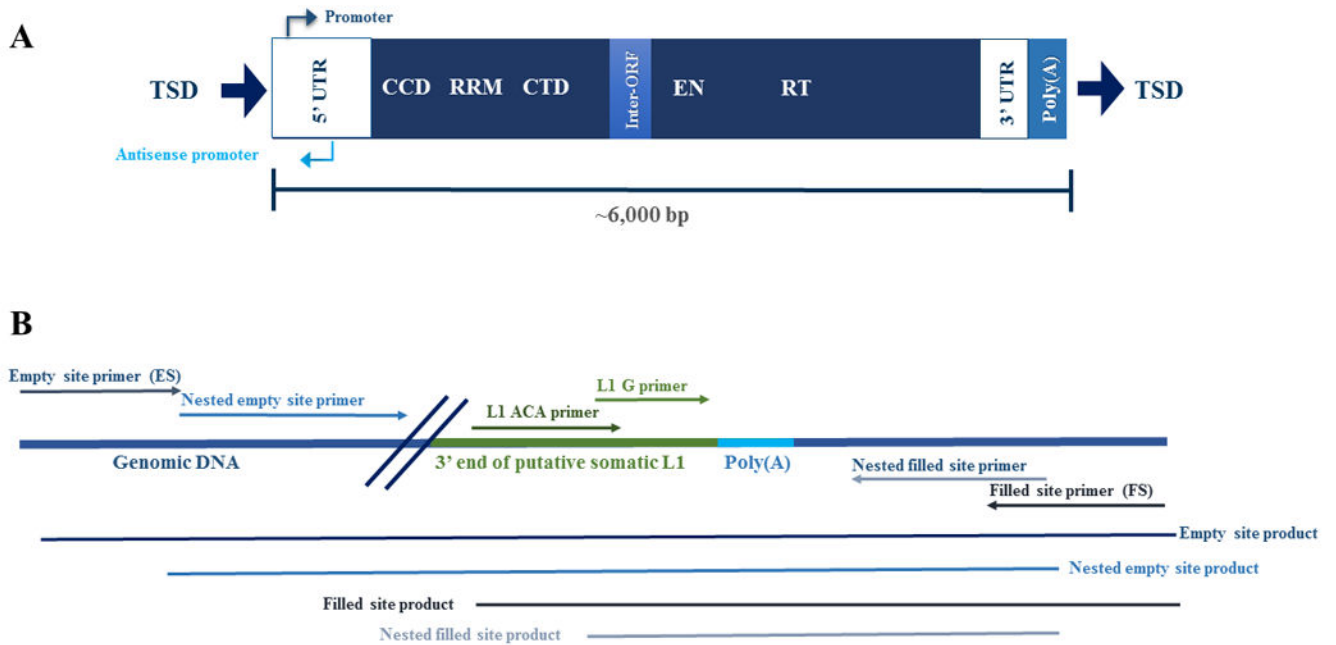 A
Promoter
TSD
5' UTR
CCD
RRM
CTD
Inter-ORF
EN
RT
3' UTR
Poly(A)
TSD
Antisense promoter
~6,000 bp
B
Empty site primer (ES)
L1 G primer
Nested empty site primer
L1 ACA primer
Genomic DNA
3' end of putative somatic L1
Poly(A)
Nested filled site primer
Filled site primer (FS)
Empty site product
Nested empty site product
Filled site product
Nested filled site product